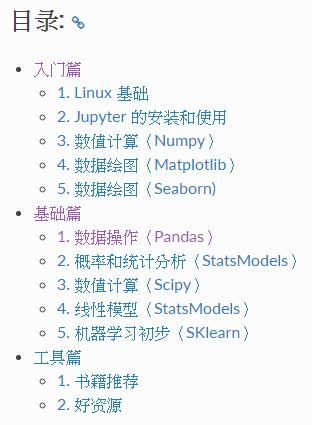 目录:
入门篇
1. Linux 基础
2. Jupyter 的安装和使用
3. 数值计算（Numpy）
4. 数据绘图（Matplotlib）
5. 数据绘图（Seaborn)
基础篇
1. 数据操作（Pandas）
2. 概率和统计分析（StatsModels）
3. 数值计算（Scipy）
4. 线性模型（StatsModels）
5. 机器学习初步（SKlearn）
工具篇
1. 书籍推荐
2. 好资源